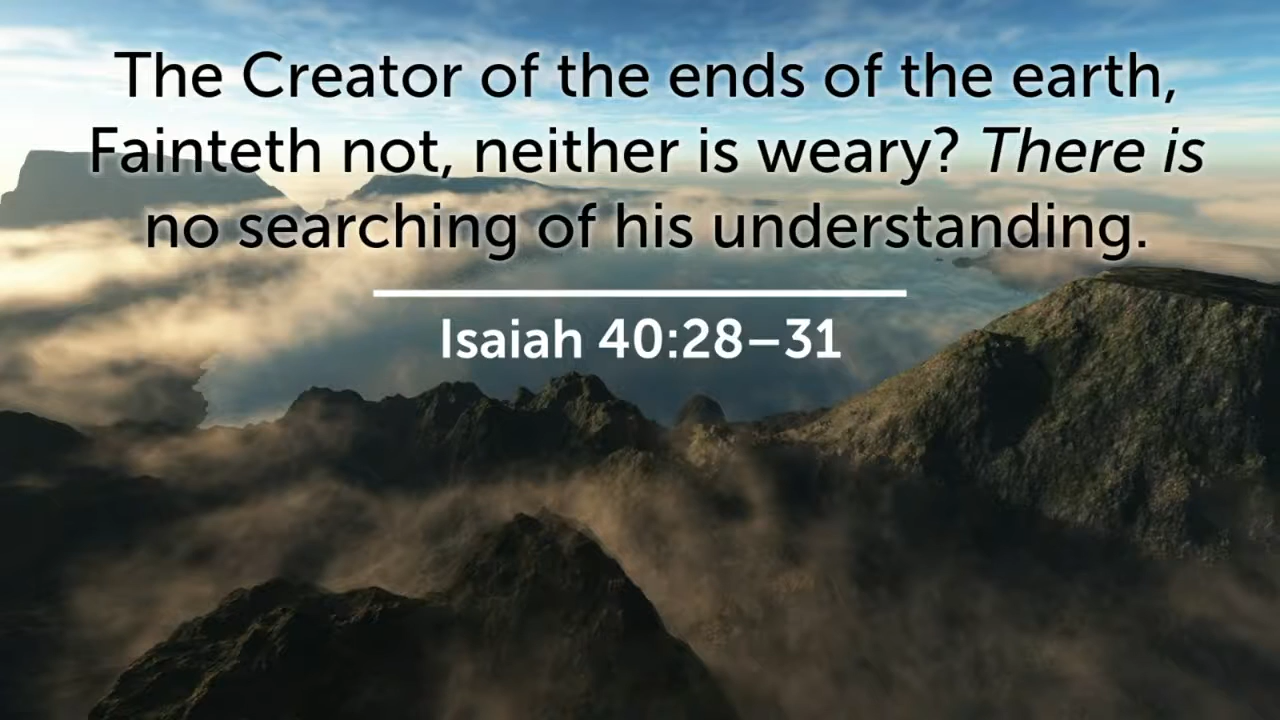 The Creator of the ends of the earth,
Fainteth not, neither is weary? There is
no searching of his understanding.
Isaiah 40:28–31